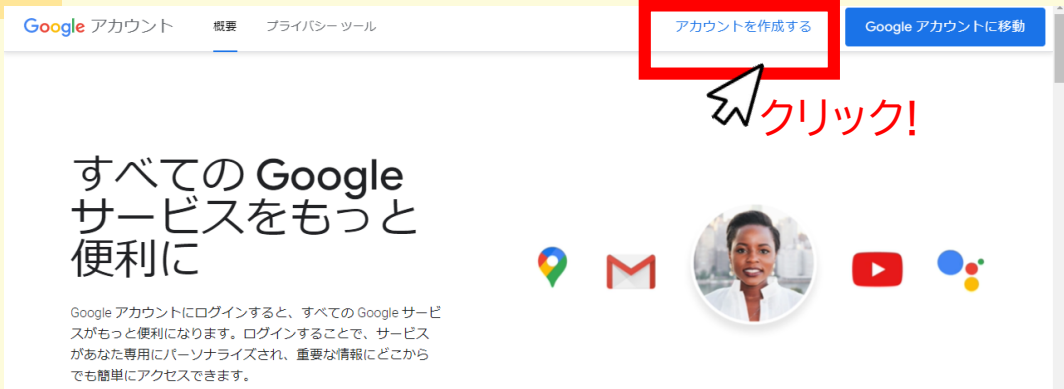 Google アカウント 概要 プライバシー ツール アカウントを作成する Google アカウントに移動
クリック!
すべての Google
サービスをもっと
便利に
Google アカウントにログインすると、すべての Google サービ
スがもっと便利になります。ログインすることで、サービス
があなた専用にパーソナライズされ、重要な情報にどこから
でも簡単にアクセスできます。